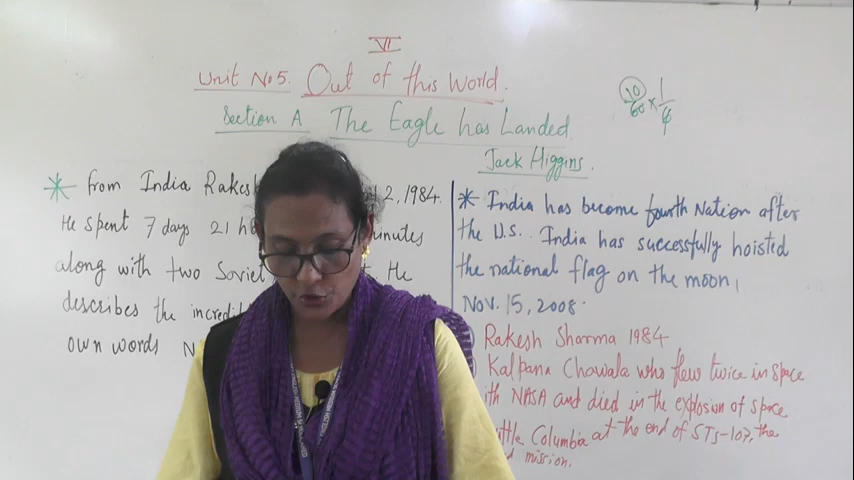 VI
Unit No 5. Out of this World.
Section A The Eagle has Landed.
Jack Higgins.
10/60 × 1/6
* from India Rakes 2, 1984.
He spent 7 days 21 h minutes
along with two Soviet . He
describes the incredi
own words N
* India has become fourth Nation after
the U.S. India has successfully hoisted
the national flag on the moon,
Nov. 15, 2008.
Rakesh Sharma 1984
Kalpana Chawala who flew twice in space
ith NASA and died in the explosion of space
ttle Columbia at the end of STS-107, the
d mission.